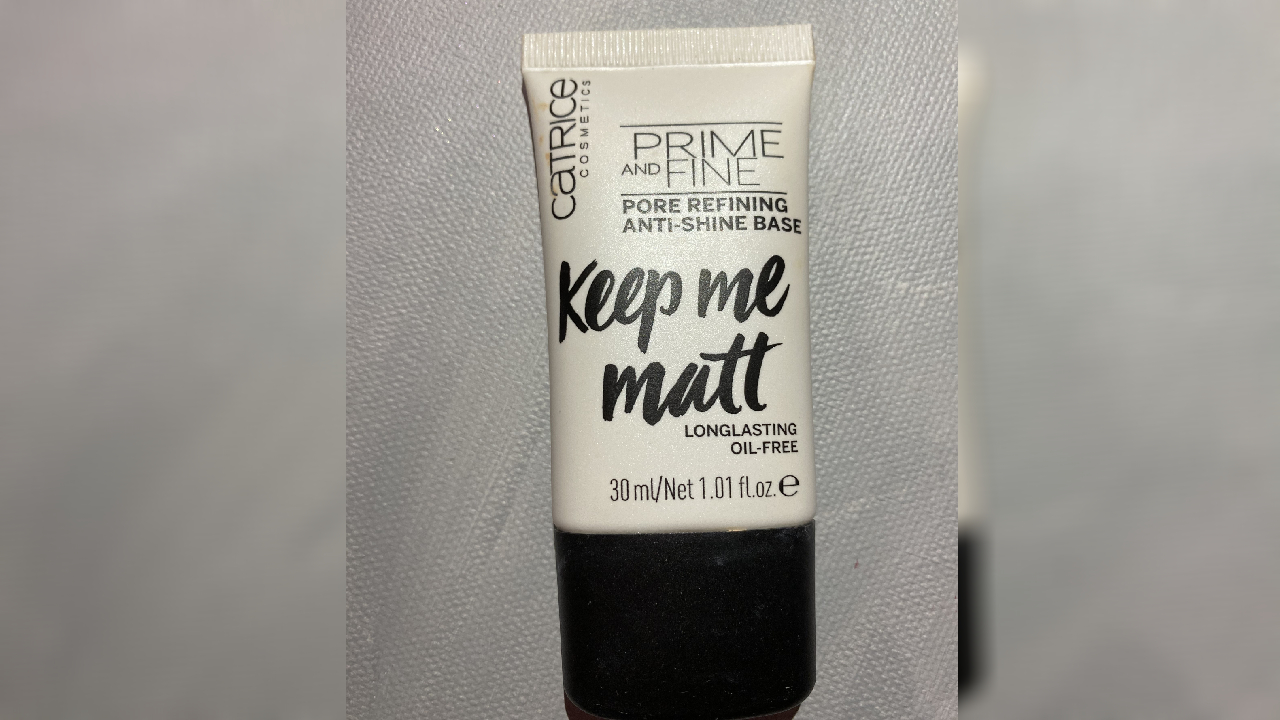 CATRICE
COSMETICS
PRIME
AND FINE
PORE REFINING
ANTI-SHINE BASE
Keep me
matt
LONGLASTING
OIL-FREE
30 ml/Net 1.01 fl.oz. ℮